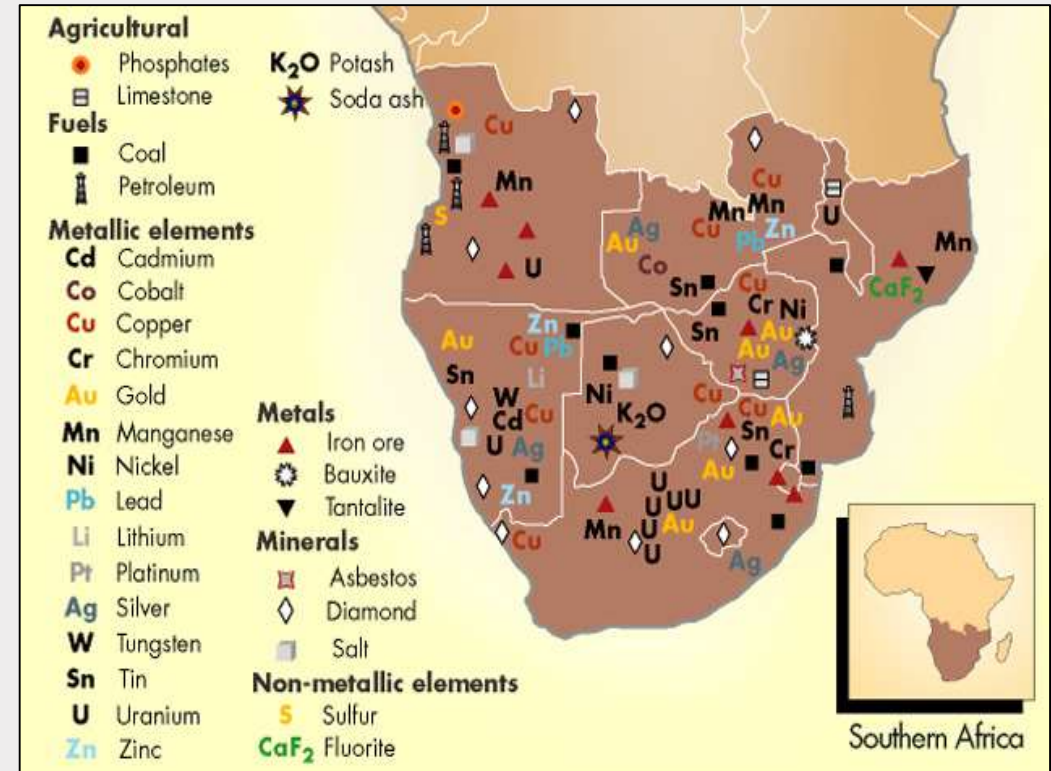 Agricultural
Phosphates
Limestone
K₂O Potash
Soda ash
Fuels
Coal
Petroleum
Metallic elements
Cd Cadmium
Co Cobalt
Cu Copper
Cr Chromium
Au Gold
Mn Manganese
Ni Nickel
Pb Lead
Li Lithium
Pt Platinum
Ag Silver
W Tungsten
Sn Tin
U Uranium
Zn Zinc
Metals
Iron ore
Bauxite
Tantalite
Minerals
Asbestos
Diamond
Salt
Non-metallic elements
S Sulfur
CaF₂ Fluorite
Cu
Mn
S
U
Cu
Mn Mn
U
Cu
Pb Zn
Au Ag
Co
Sn
Mn
CaF₂
Cu
Cr Ni
Sn
Au
Au
Ag
Au
Zn
Cu Pb
Sn
Li
W
Cd Cu
U Ag
Zn
Cu
Ni
K₂O
Cu
Cu Au
Sn
Pt
Cr
Au
U
U U U
Mn U Au
U
Ag
Southern Africa